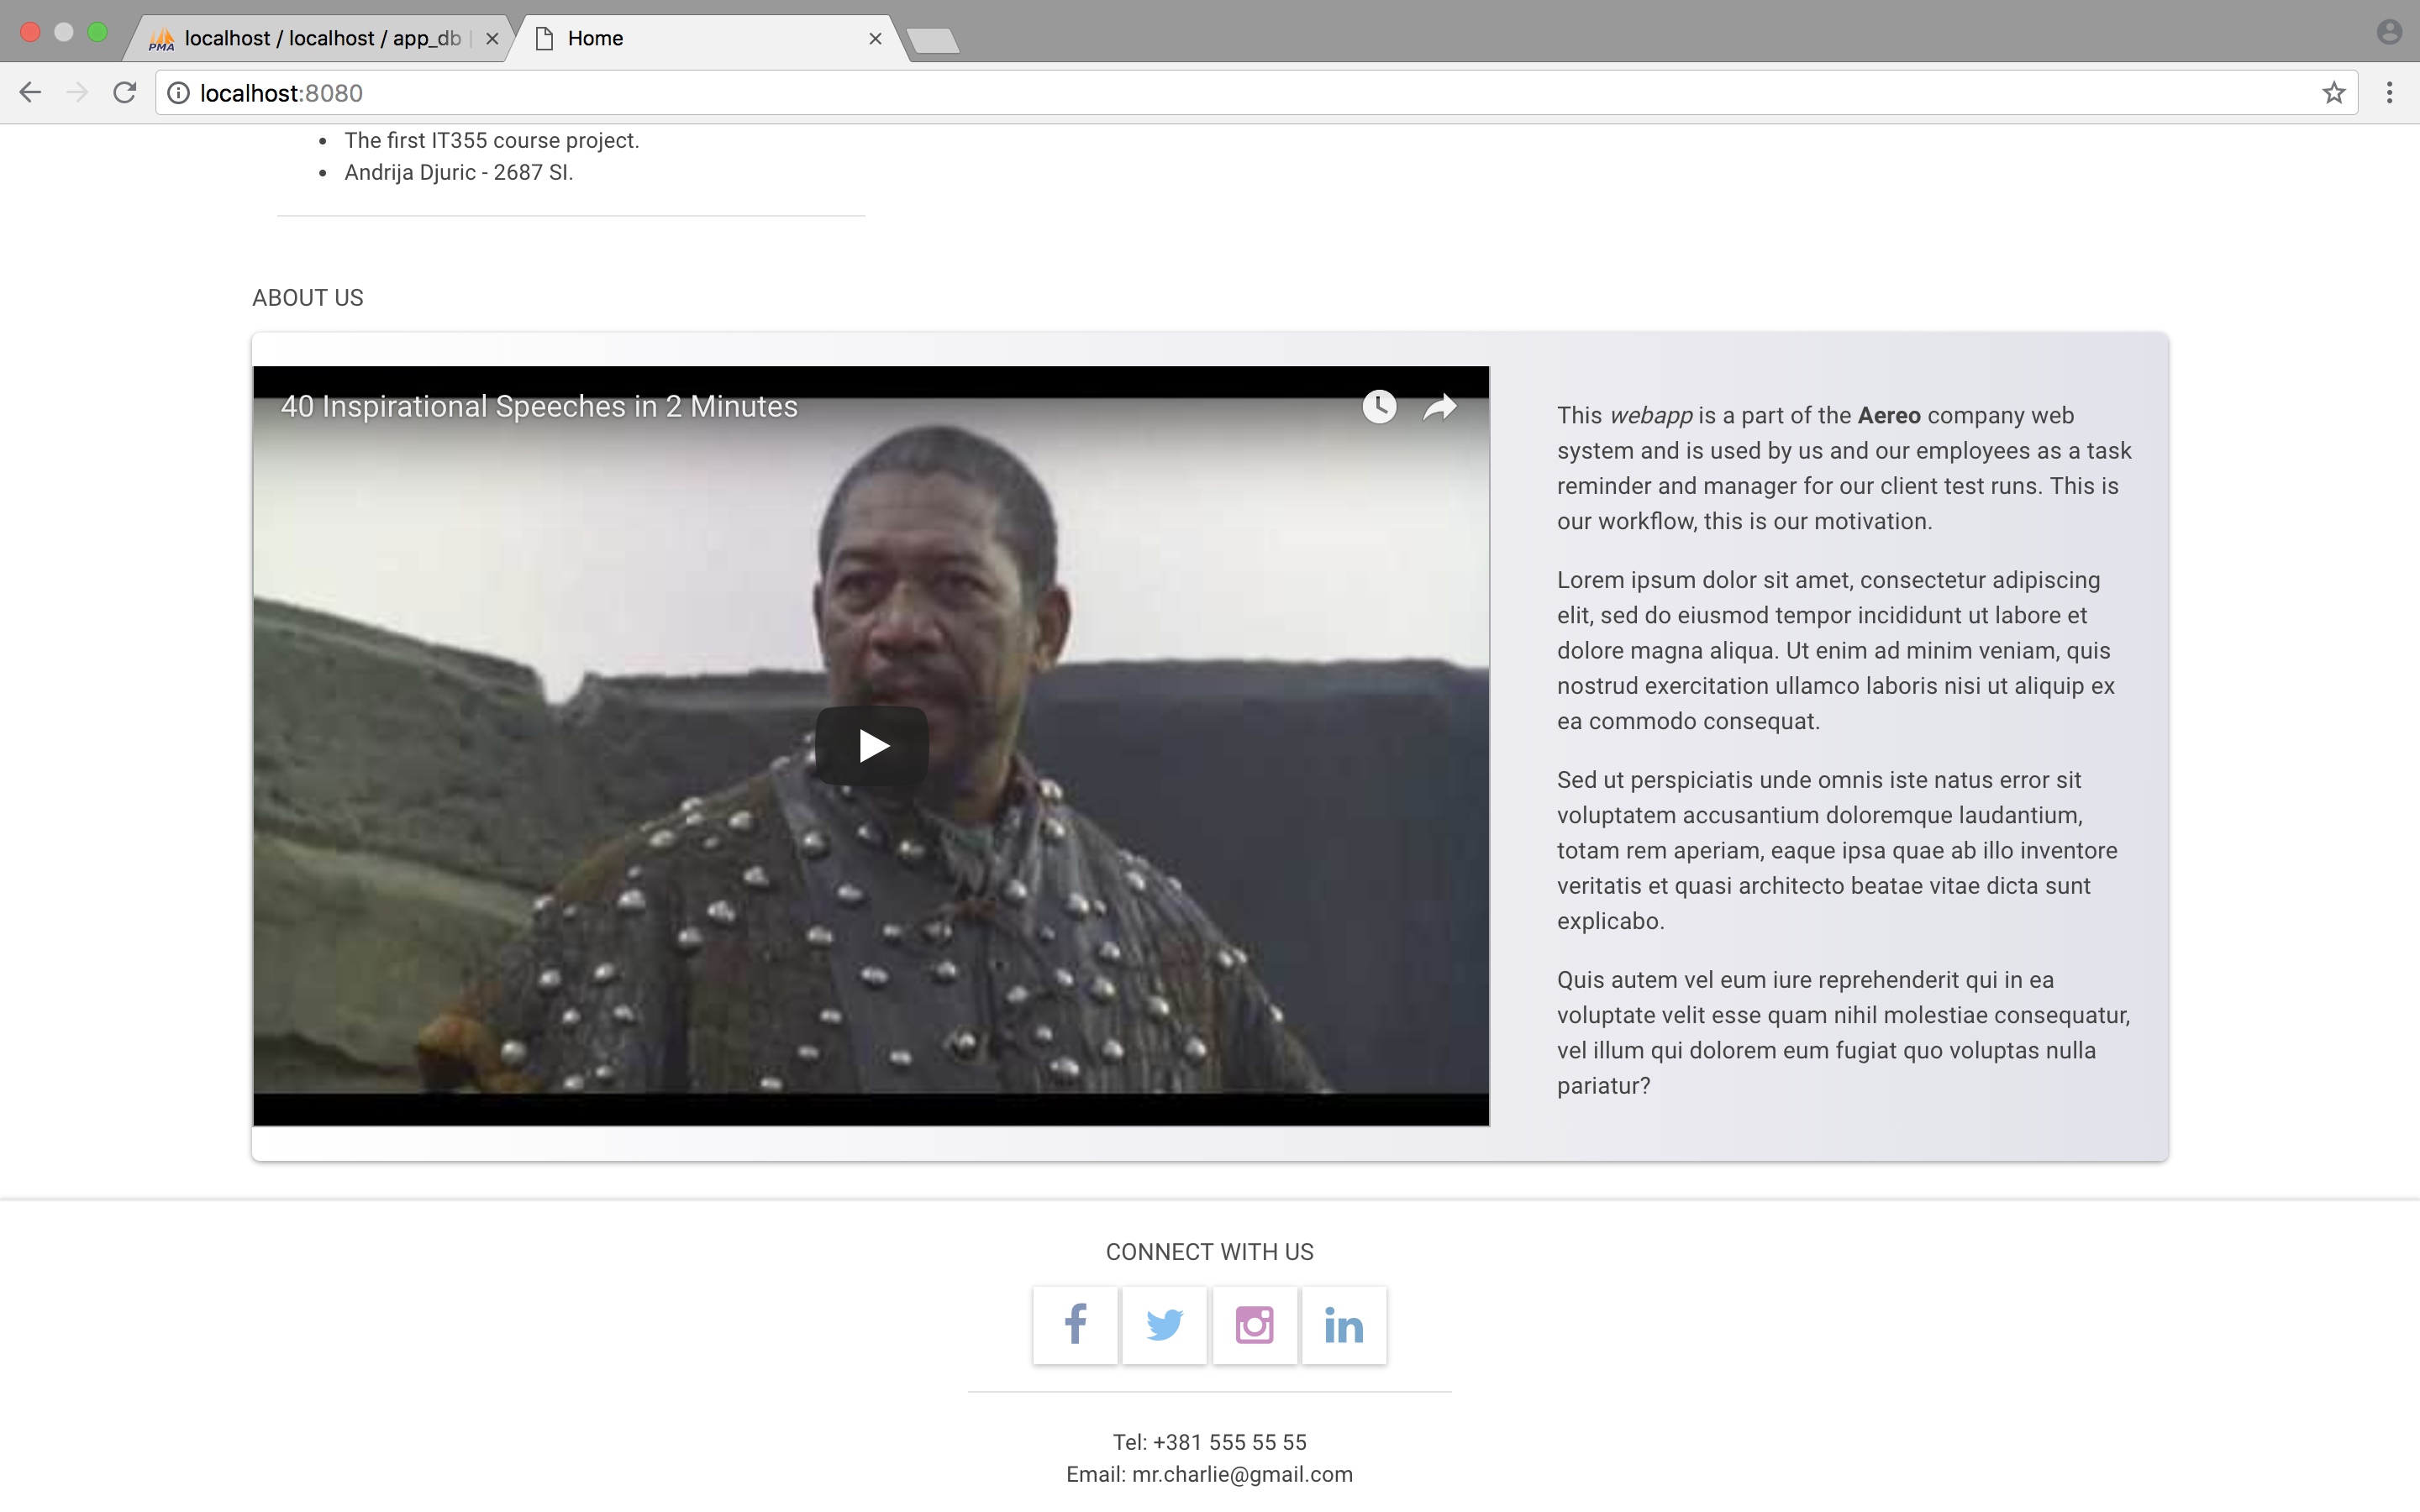 PMA localhost / localhost / app_db |
Home
localhost:8080
The first IT355 course project.
Andrija Djuric - 2687 SI.
ABOUT US
40 Inspirational Speeches in 2 Minutes
This webapp is a part of the Aereo company web
system and is used by us and our employees as a task
reminder and manager for our client test runs. This is
our workflow, this is our motivation.
Lorem ipsum dolor sit amet, consectetur adipiscing
elit, sed do eiusmod tempor incididunt ut labore et
dolore magna aliqua. Ut enim ad minim veniam, quis
nostrud exercitation ullamco laboris nisi ut aliquip ex
ea commodo consequat.
Sed ut perspiciatis unde omnis iste natus error sit
voluptatem accusantium doloremque laudantium,
totam rem aperiam, eaque ipsa quae ab illo inventore
veritatis et quasi architecto beatae vitae dicta sunt
explicabo.
Quis autem vel eum iure reprehenderit qui in ea
voluptate velit esse quam nihil molestiae consequatur,
vel illum qui dolorem eum fugiat quo voluptas nulla
pariatur?
CONNECT WITH US
Tel: +381 555 55 55
Email: mr.charlie@gmail.com